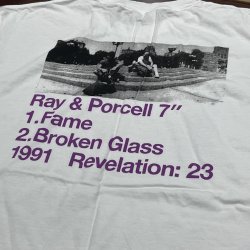 Ray & Porcell 7"
1.Fame
2.Broken Glass
1991 Revelation: 23